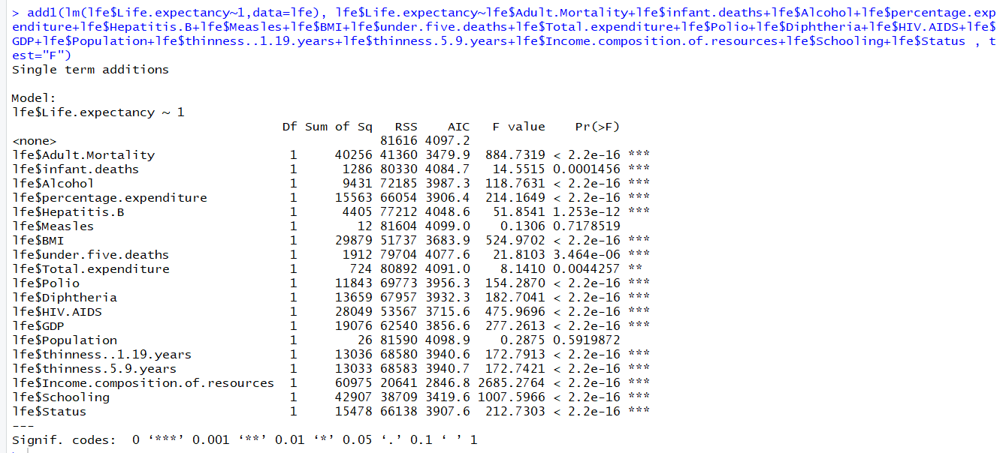 > add1(lm(lfe$Life.expectancy~1,data=lfe), lfe$Life.expectancy~lfe$Adult.Mortality+lfe$infant.deaths+lfe$Alcohol+lfe$percentage.exp
enditure+lfe$Hepatitis.B+lfe$Measles+lfe$BMI+lfe$under.five.deaths+lfe$Total.expenditure+lfe$Polio+lfe$Diphtheria+lfe$HIV.AIDS+lfe$
GDP+lfe$Population+lfe$thinness..1.19.years+lfe$thinness.5.9.years+lfe$Income.composition.of.resources+lfe$Schooling+lfe$Status , t
est="F")
Single term additions
Model:
lfe$Life.expectancy ~ 1
Df Sum of Sq RSS AIC F value Pr(>F)
<none> 81616 4097.2
lfe$Adult.Mortality 1 40256 41360 3479.9 884.7319 < 2.2e-16 ***
lfe$infant.deaths 1 1286 80330 4084.7 14.5515 0.0001456 ***
lfe$Alcohol 1 9431 72185 3987.3 118.7631 < 2.2e-16 ***
lfe$percentage.expenditure 1 15563 66054 3906.4 214.1649 < 2.2e-16 ***
lfe$Hepatitis.B 1 4405 77212 4048.6 51.8541 1.253e-12 ***
lfe$Measles 1 12 81604 4099.0 0.1306 0.7178519
lfe$BMI 1 29879 51737 3683.9 524.9702 < 2.2e-16 ***
lfe$under.five.deaths 1 1912 79704 4077.6 21.8103 3.464e-06 ***
lfe$Total.expenditure 1 724 80892 4091.0 8.1410 0.0044257 **
lfe$Polio 1 11843 69773 3956.3 154.2870 < 2.2e-16 ***
lfe$Diphtheria 1 13659 67957 3932.3 182.7041 < 2.2e-16 ***
lfe$HIV.AIDS 1 28049 53567 3715.6 475.9696 < 2.2e-16 ***
lfe$GDP 1 19076 62540 3856.6 277.2613 < 2.2e-16 ***
lfe$Population 1 26 81590 4098.9 0.2875 0.5919872
lfe$thinness..1.19.years 1 13036 68580 3940.6 172.7913 < 2.2e-16 ***
lfe$thinness.5.9.years 1 13033 68583 3940.7 172.7421 < 2.2e-16 ***
lfe$Income.composition.of.resources 1 60975 20641 2846.8 2685.2764 < 2.2e-16 ***
lfe$Schooling 1 42907 38709 3419.6 1007.5966 < 2.2e-16 ***
lfe$Status 1 15478 66138 3907.6 212.7303 < 2.2e-16 ***
---
Signif. codes: 0 ‘***’ 0.001 ‘**’ 0.01 ‘*’ 0.05 ‘.’ 0.1 ‘ ’ 1